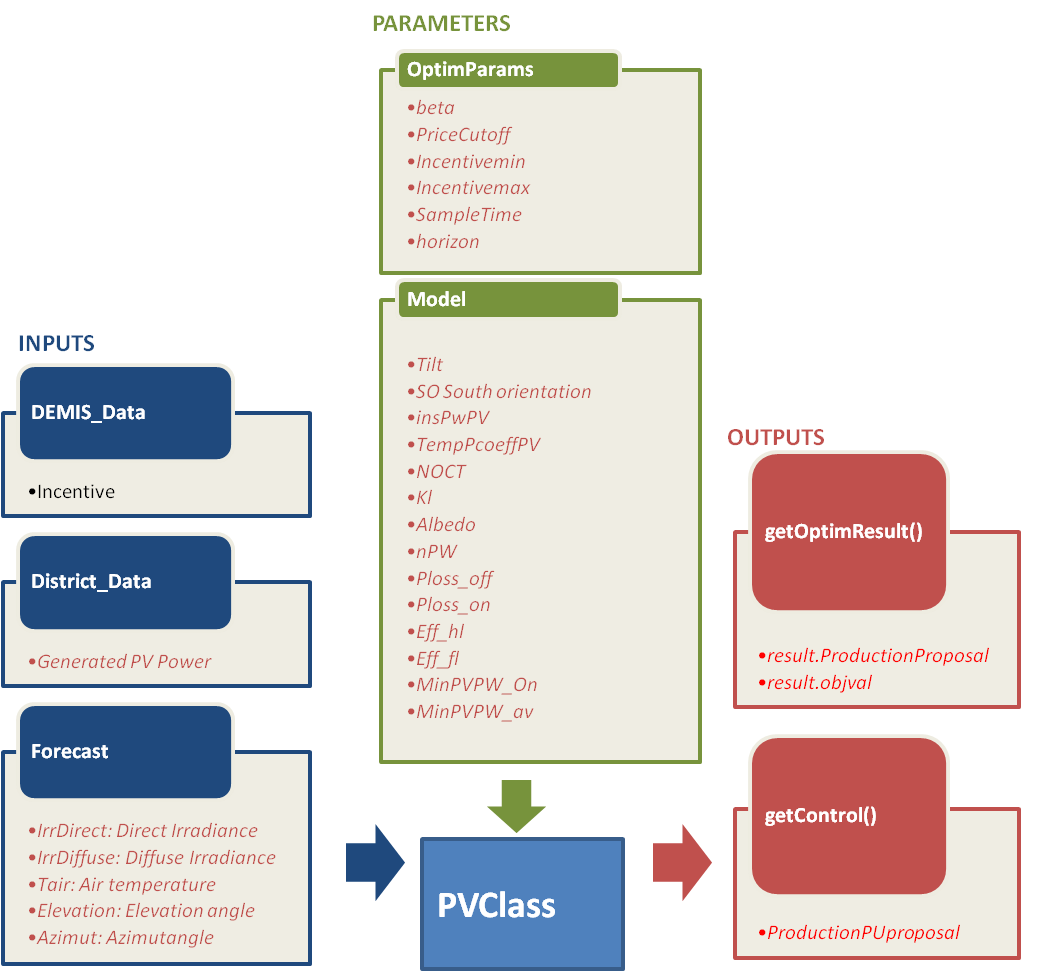 PARAMETERS
OptimParams
•beta
•PriceCutoff
•Incentivemin
•Incentivemax
•SampleTime
•horizon
Model
•Tilt
•SO South orientation
•insPwPV
•TempPcoeffPV
•NOCT
•Kl
•Albedo
•nPW
•Ploss_off
•Ploss_on
•Eff_hl
•Eff_fl
•MinPVPW_On
•MinPVPW_av
INPUTS
DEMIS_Data
•Incentive
District_Data
•Generated PV Power
Forecast
•IrrDirect: Direct Irradiance
•IrrDiffuse: Diffuse Irradiance
•Tair: Air temperature
•Elevation: Elevation angle
•Azimut: Azimutangle
PVClass
OUTPUTS
getOptimResult()
•result.ProductionProposal
•result.objval
getControl()
•ProductionPUproposal